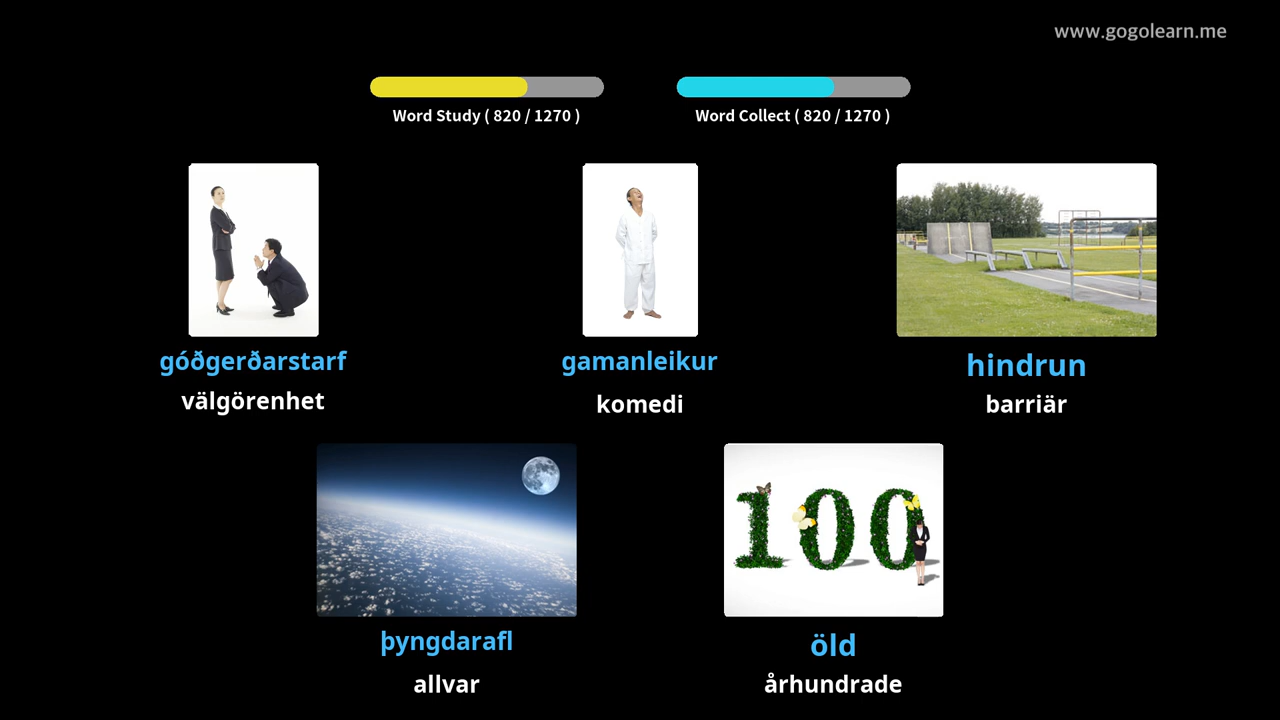 www.gogolearn.me
Word Study ( 820 / 1270 )
Word Collect ( 820 / 1270 )
góðgerðarstarf
välgörenhet
gamanleikur
komedi
hindrun
barriär
þyngdarafl
allvar
öld
århundrade
100